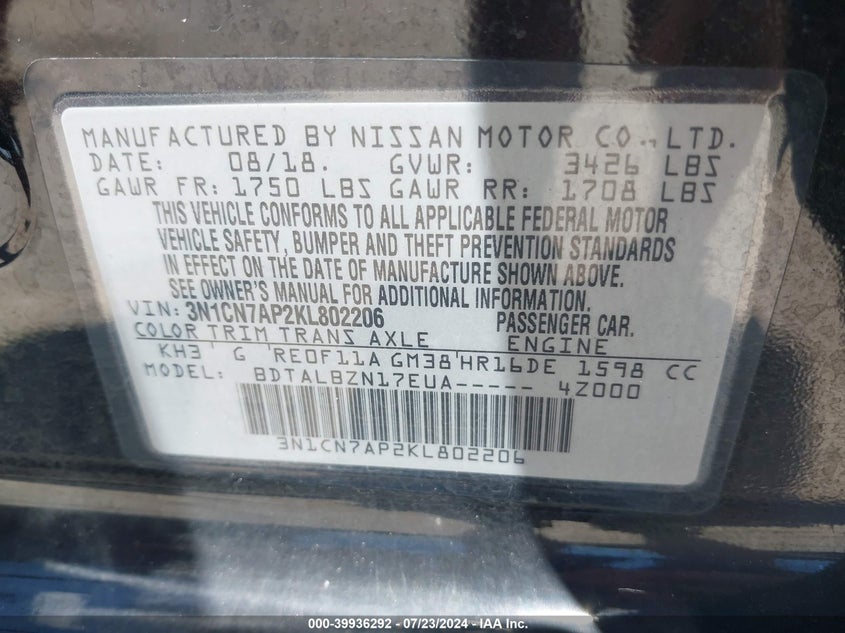 MANUFACTURED BY NISSAN MOTOR CO., LTD.
DATE: 08/18. GVWR: 3426 LBS
GAWR FR: 1750 LBS GAWR RR: 1708 LBS
THIS VEHICLE CONFORMS TO ALL APPLICABLE FEDERAL MOTOR
VEHICLE SAFETY, BUMPER AND THEFT PREVENTION STANDARDS
IN EFFECT ON THE DATE OF MANUFACTURE SHOWN ABOVE.
SEE OWNER'S MANUAL FOR ADDITIONAL INFORMATION.
VIN: 3N1CN7AP2KL802206 PASSENGER CAR.
COLOR TRIM TRANS AXLE ENGINE
KH3 G RE0F11A GM38 HR16DE 1598 CC
MODEL: BDTALBZN17EUA----- 4Z000
3N1CN7AP2KL802206
000-39936292 - 07/23/2024 - IAA Inc.